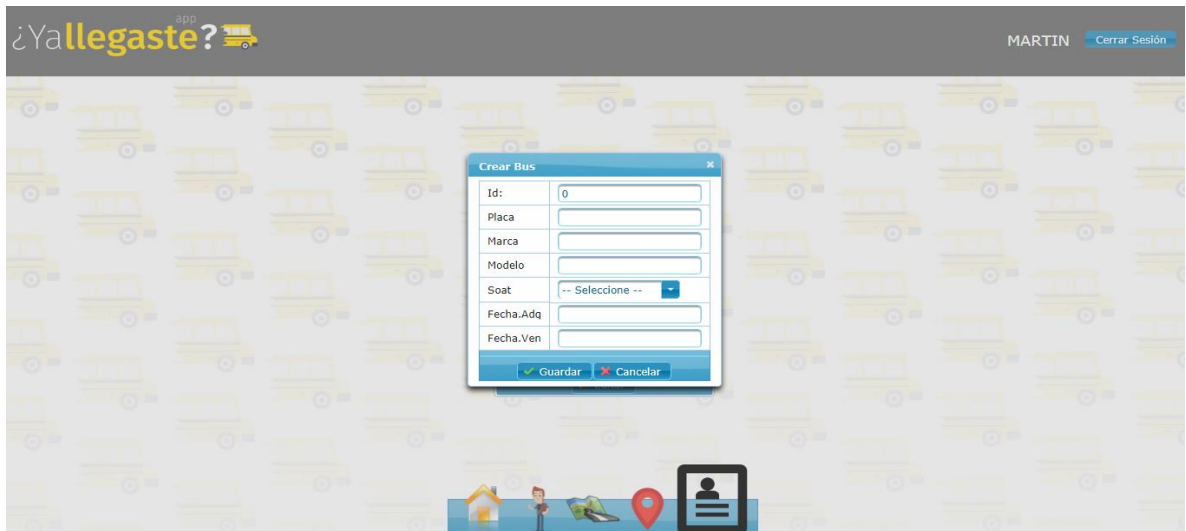 app
¿Yallegaste?
MARTIN Cerrar Sesión
Crear Bus
Id: 0
Placa
Marca
Modelo
Soat -- Seleccione --
Fecha.Adq
Fecha.Ven
Guardar Cancelar